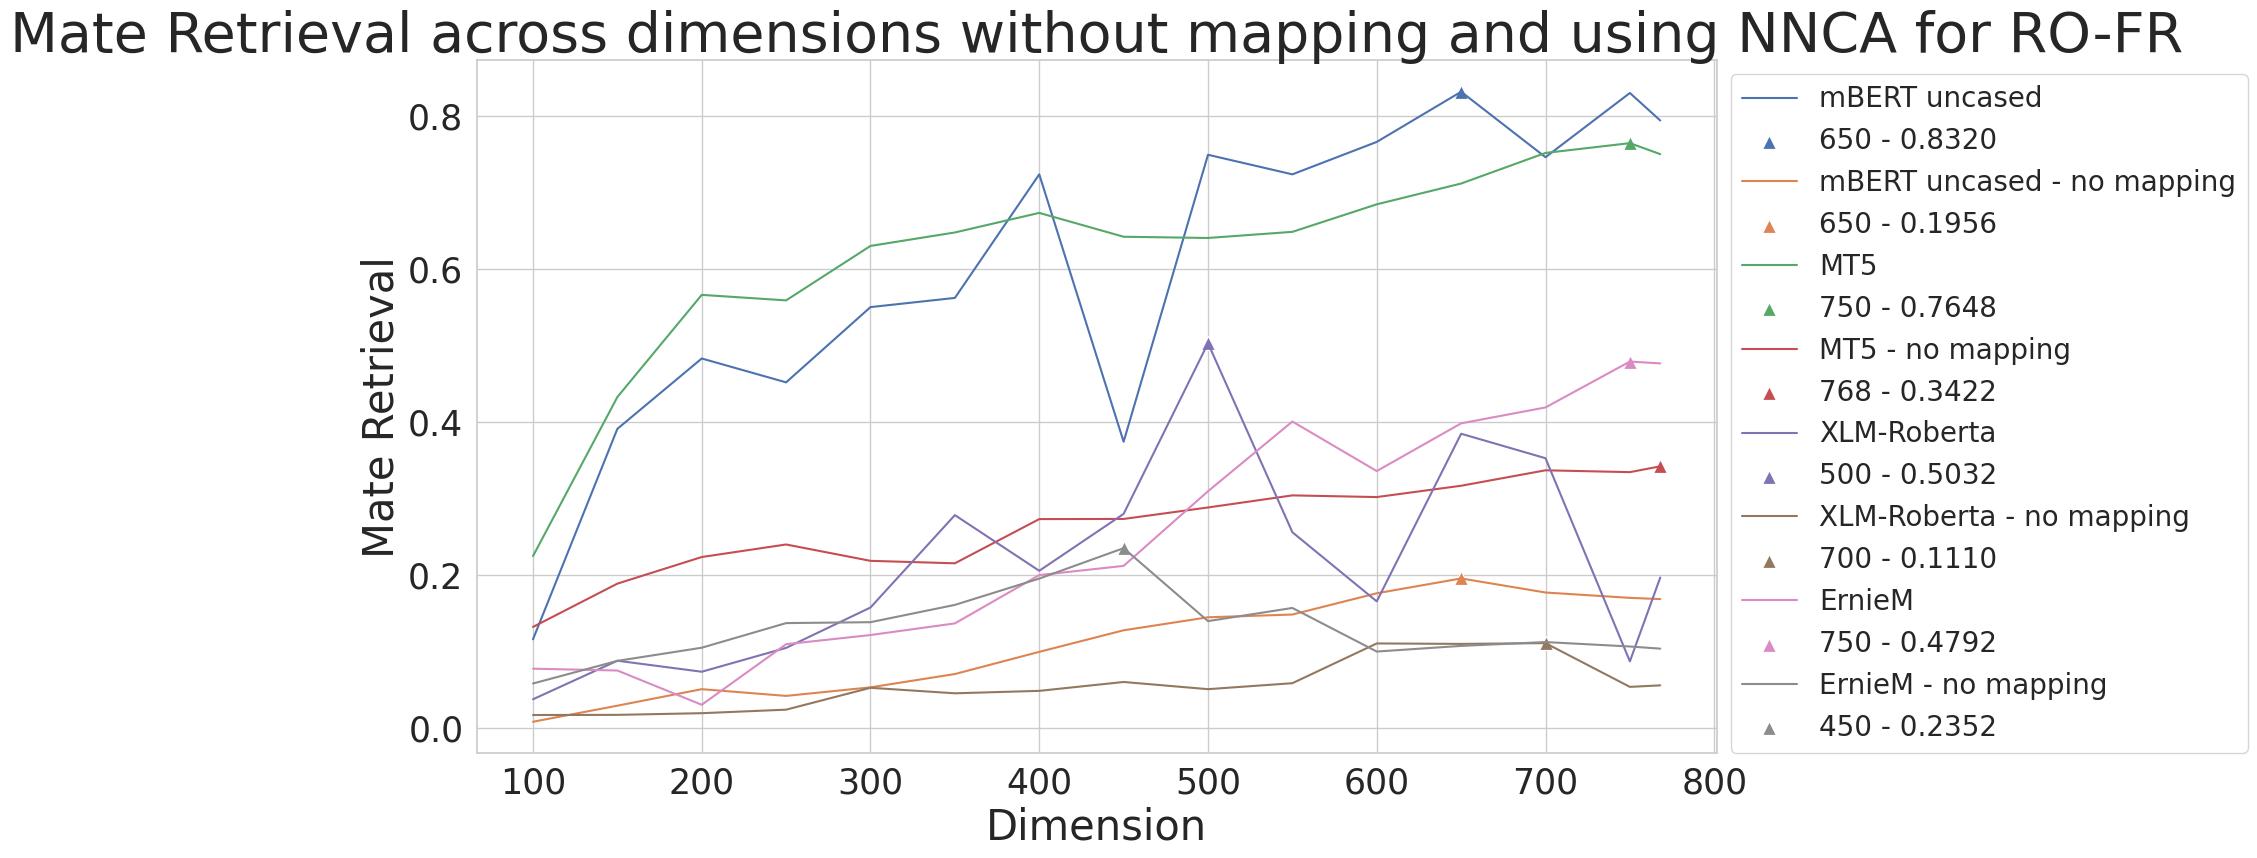 Mate Retrieval across dimensions without mapping and using NNCA for RO-FR
Mate Retrieval
0.8
0.6
0.4
0.2
0.0
100 200 300 400 500 600 700 800
Dimension
mBERT uncased
650 - 0.8320
mBERT uncased - no mapping
650 - 0.1956
MT5
750 - 0.7648
MT5 - no mapping
768 - 0.3422
XLM-Roberta
500 - 0.5032
XLM-Roberta - no mapping
700 - 0.1110
ErnieM
750 - 0.4792
ErnieM - no mapping
450 - 0.2352